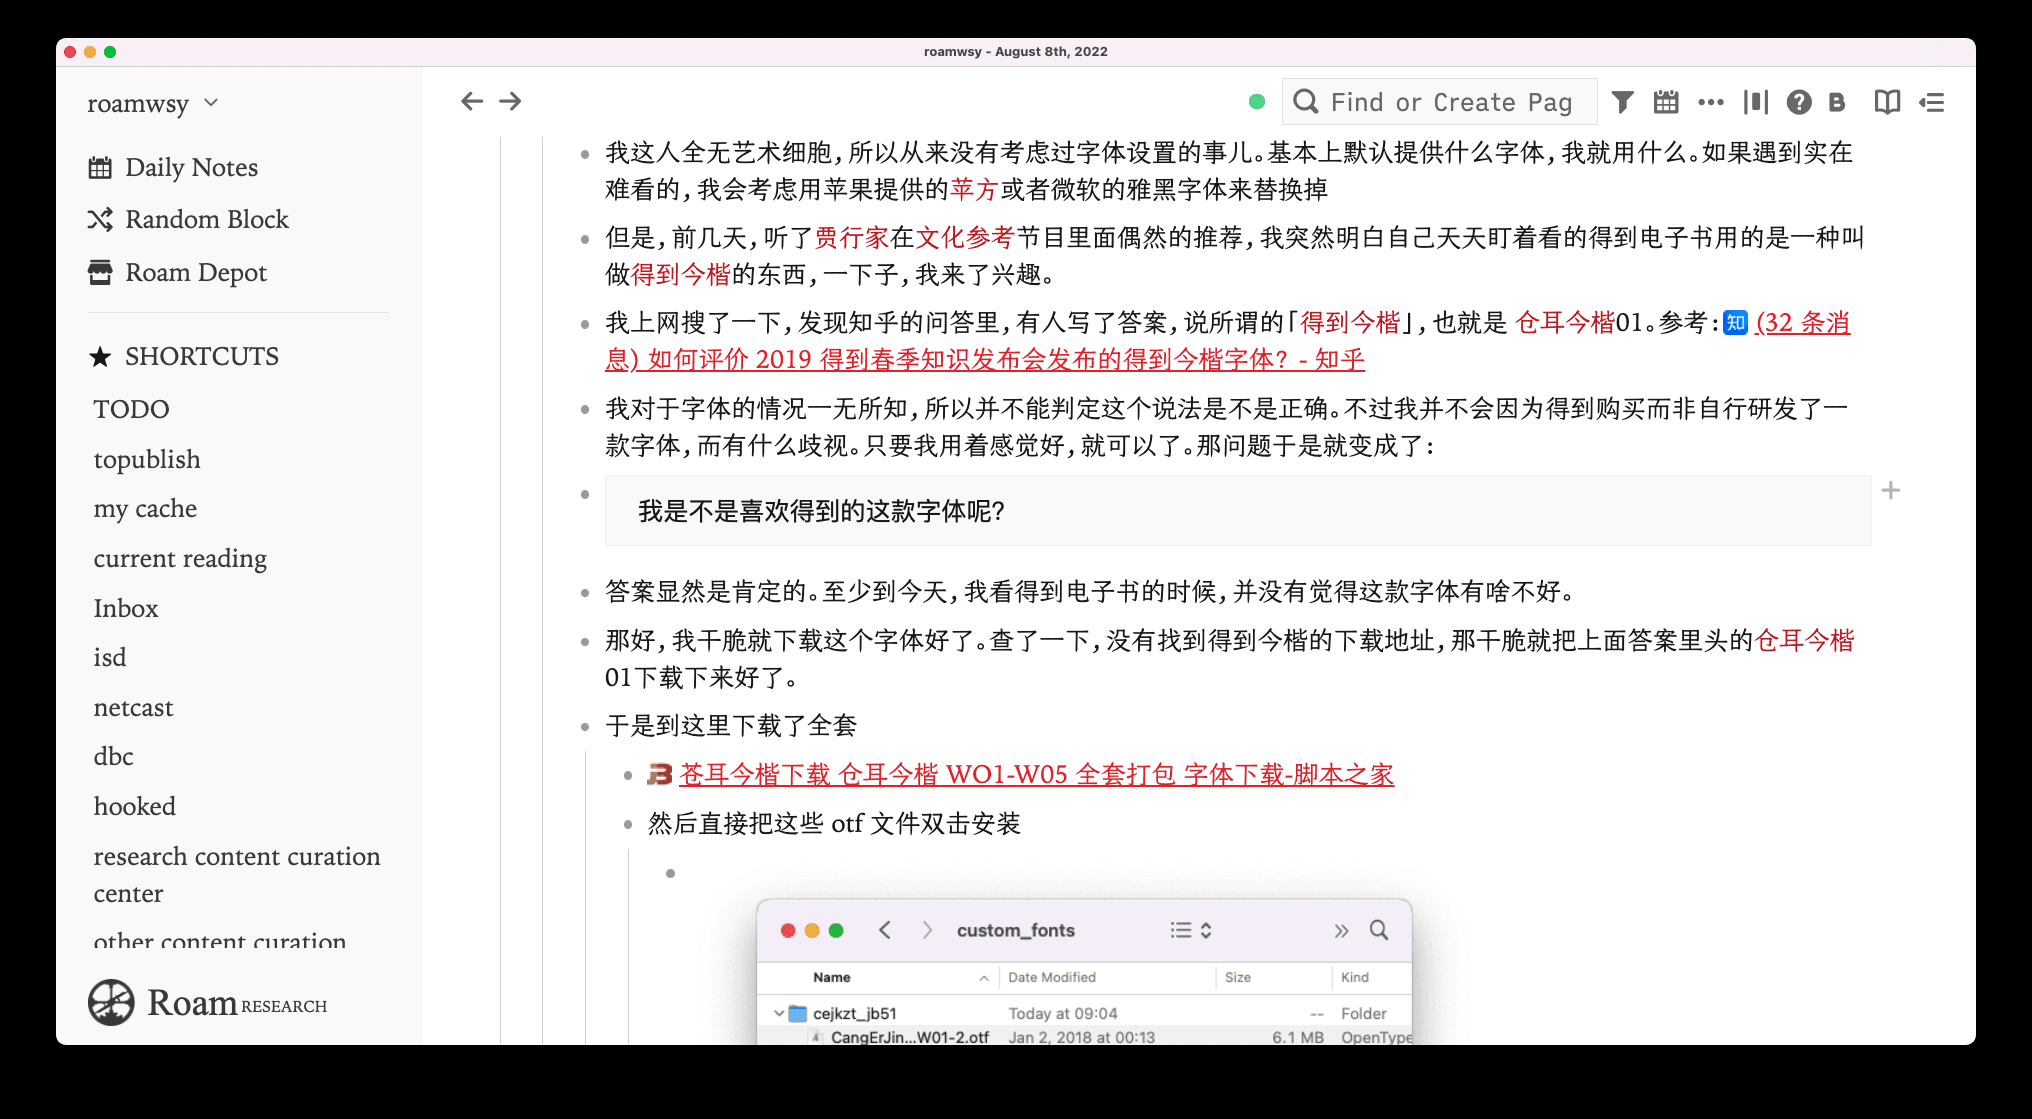 roamwsy - August 8th, 2022
roamwsy
Daily Notes
Random Block
Roam Depot
SHORTCUTS
TODO
topublish
my cache
current reading
Inbox
isd
netcast
dbc
hooked
research content curation
center
other content curation
Roam RESEARCH
Find or Create Pag
B
我这人全无艺术细胞，所以从来没有考虑过字体设置的事儿。基本上默认提供什么字体，我就用什么。如果遇到实在
难看的，我会考虑用苹果提供的苹方或者微软的雅黑字体来替换掉
但是，前几天，听了贾行家在文化参考节目里面偶然的推荐，我突然明白自己天天盯着看的得到电子书用的是一种叫
做得到今楷的东西，一下子，我来了兴趣。
我上网搜了一下，发现知乎的问答里，有人写了答案，说所谓的「得到今楷」，也就是 仓耳今楷01。参考：知 (32 条消
息) 如何评价 2019 得到春季知识发布会发布的得到今楷字体？ - 知乎
我对于字体的情况一无所知，所以并不能判定这个说法是不是正确。不过我并不会因为得到购买而非自行研发了一
款字体，而有什么歧视。只要我用着感觉好，就可以了。那问题于是就变成了：
我是不是喜欢得到的这款字体呢？
答案显然是肯定的。至少到今天，我看得到电子书的时候，并没有觉得这款字体有啥不好。
那好，我干脆就下载这个字体好了。查了一下，没有找到得到今楷的下载地址，那干脆就把上面答案里头的仓耳今楷
01下载下来好了。
于是到这里下载了全套
苍耳今楷下载 仓耳今楷 WO1-W05 全套打包 字体下载-脚本之家
然后直接把这些 otf 文件双击安装
custom_fonts
Name Date Modified Size Kind
cejkzt_jb51 Today at 09:04 -- Folder
CangErJin...W01-2.otf Jan 2, 2018 at 00:13 6.1 MB OpenType